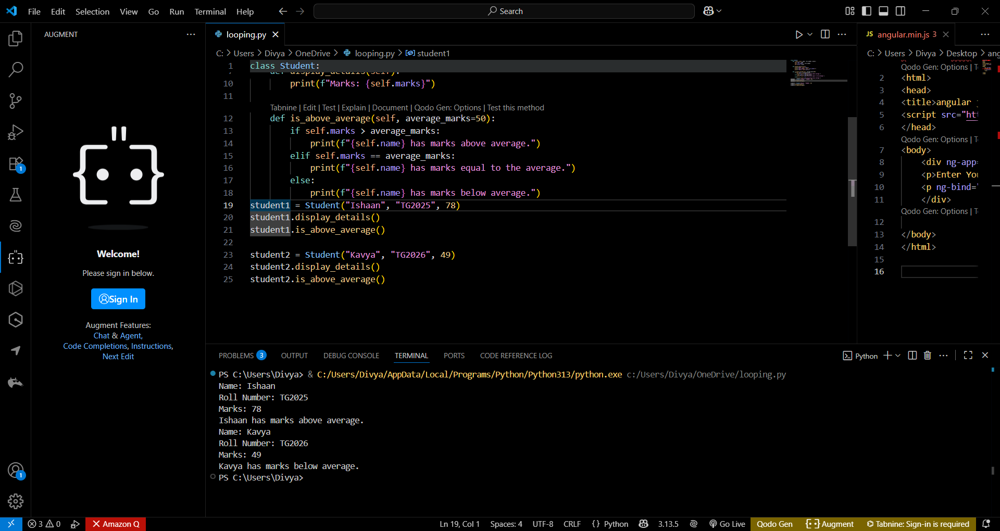 File Edit Selection View Go Run Terminal Help
Search
AUGMENT
Welcome!
Please sign in below.
Sign In
Augment Features:
Chat & Agent,
Code Completions, Instructions,
Next Edit
looping.py
C: > Users > Divya > OneDrive > looping.py > student1
1 class Student:
def display_details(self):
10 print(f"Marks: {self.marks}")
11
Tabnine | Edit | Test | Explain | Document | Qodo Gen: Options | Test this method
12 def is_above_average(self, average_marks=50):
13 if self.marks > average_marks:
14 print(f"{self.name} has marks above average.")
15 elif self.marks == average_marks:
16 print(f"{self.name} has marks equal to the average.")
17 else:
18 print(f"{self.name} has marks below average.")
19 student1 = Student("Ishaan", "TG2025", 78)
20 student1.display_details()
21 student1.is_above_average()
22
23 student2 = Student("Kavya", "TG2026", 49)
24 student2.display_details()
25 student2.is_above_average()
JS angular.min.js 3
C: > Users > Divya > Desktop > ang
Qodo Gen: Options | T
2 <html>
3 <head>
4 <title>angular
5 <script src="htt
6 </head>
Qodo Gen: Options | T
7 <body>
8 <div ng-app=
9 <p>Enter You
10 <p ng-bind="
11 </div>
Qodo Gen: Options | T
12
13 </body>
14 </html>
15
16
PROBLEMS 3 OUTPUT DEBUG CONSOLE TERMINAL PORTS CODE REFERENCE LOG
Python
PS C:\Users\Divya> & C:/Users/Divya/AppData/Local/Programs/Python/Python313/python.exe c:/Users/Divya/OneDrive/looping.py
Name: Ishaan
Roll Number: TG2025
Marks: 78
Ishaan has marks above average.
Name: Kavya
Roll Number: TG2026
Marks: 49
Kavya has marks below average.
PS C:\Users\Divya>
1
1
3 0 Amazon Q
Ln 19, Col 1 Spaces: 4 UTF-8 CRLF {} Python 3.13.5 Go Live Qodo Gen Augment Tabnine: Sign-in is required